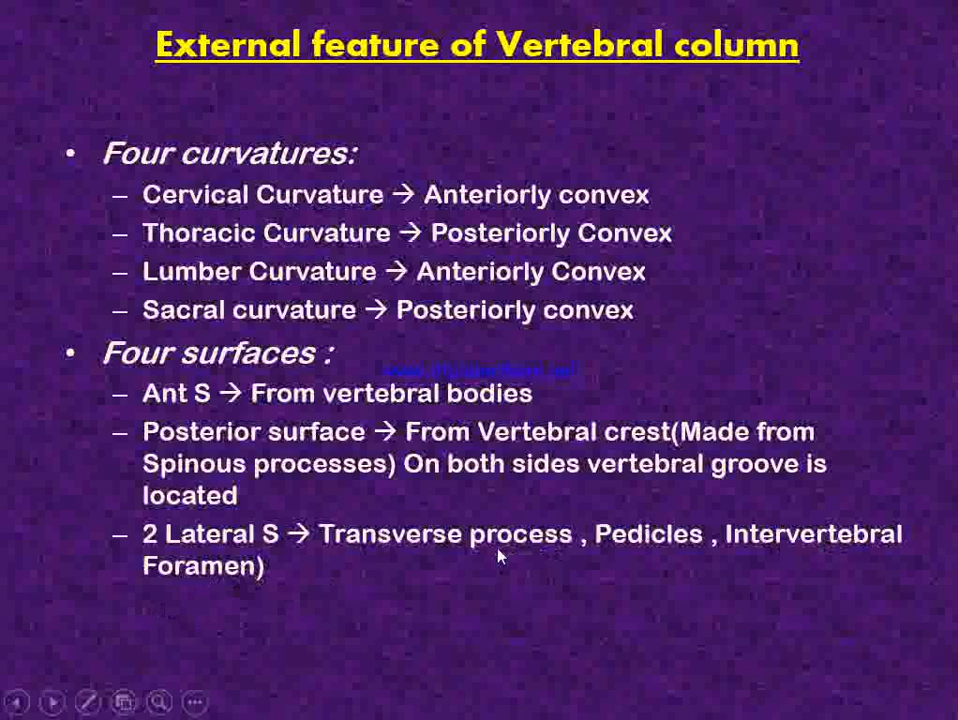 External feature of Vertebral column
• Four curvatures:
– Cervical Curvature → Anteriorly convex
– Thoracic Curvature → Posteriorly Convex
– Lumber Curvature → Anteriorly Convex
– Sacral curvature → Posteriorly convex
• Four surfaces :
– Ant S → From vertebral bodies
– Posterior surface → From Vertebral crest(Made from
Spinous processes) On both sides vertebral groove is
located
– 2 Lateral S → Transverse process , Pedicles , Intervertebral
Foramen)